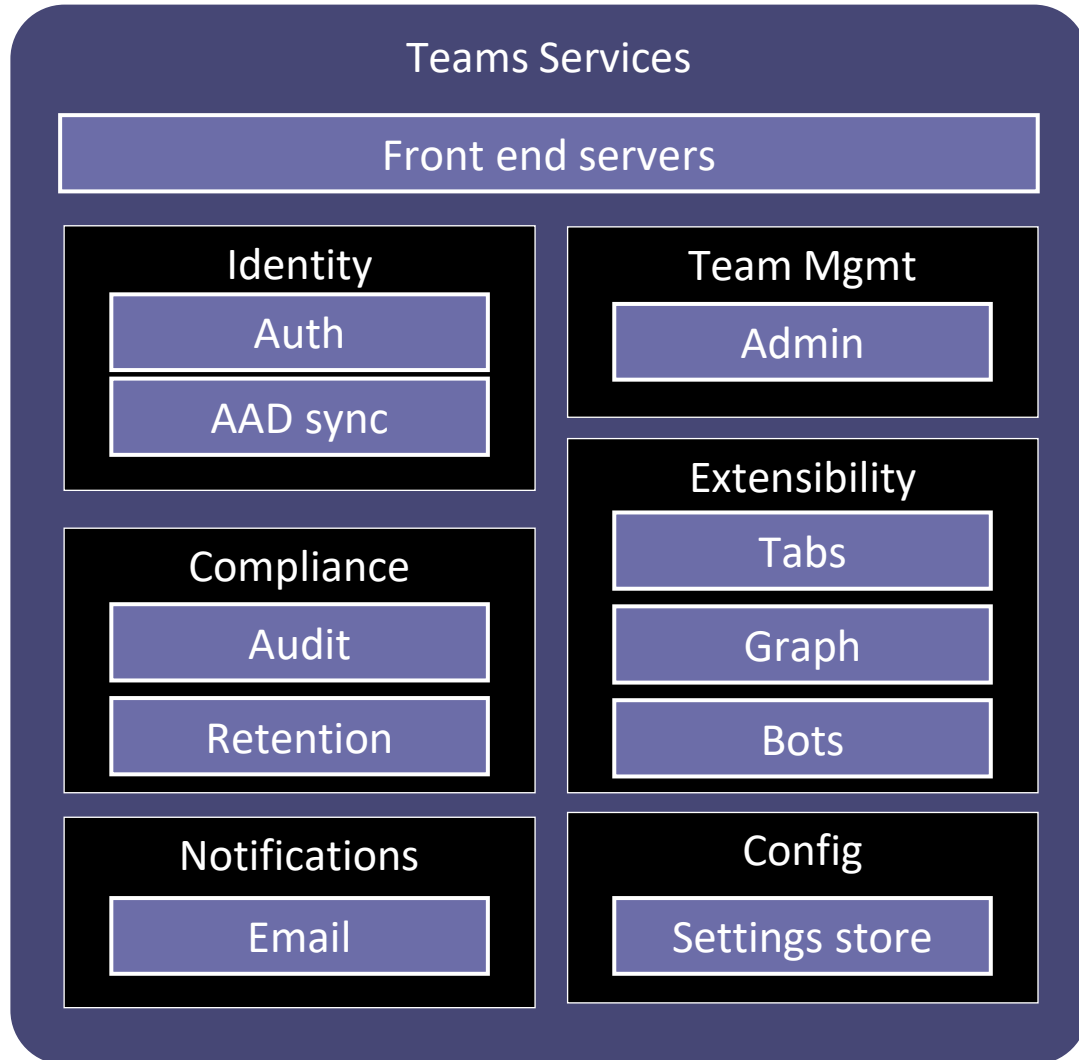 Teams Services
Front end servers
Identity
Auth
AAD sync
Compliance
Audit
Retention
Notifications
Email
Team Mgmt
Admin
Extensibility
Tabs
Graph
Bots
Config
Settings store